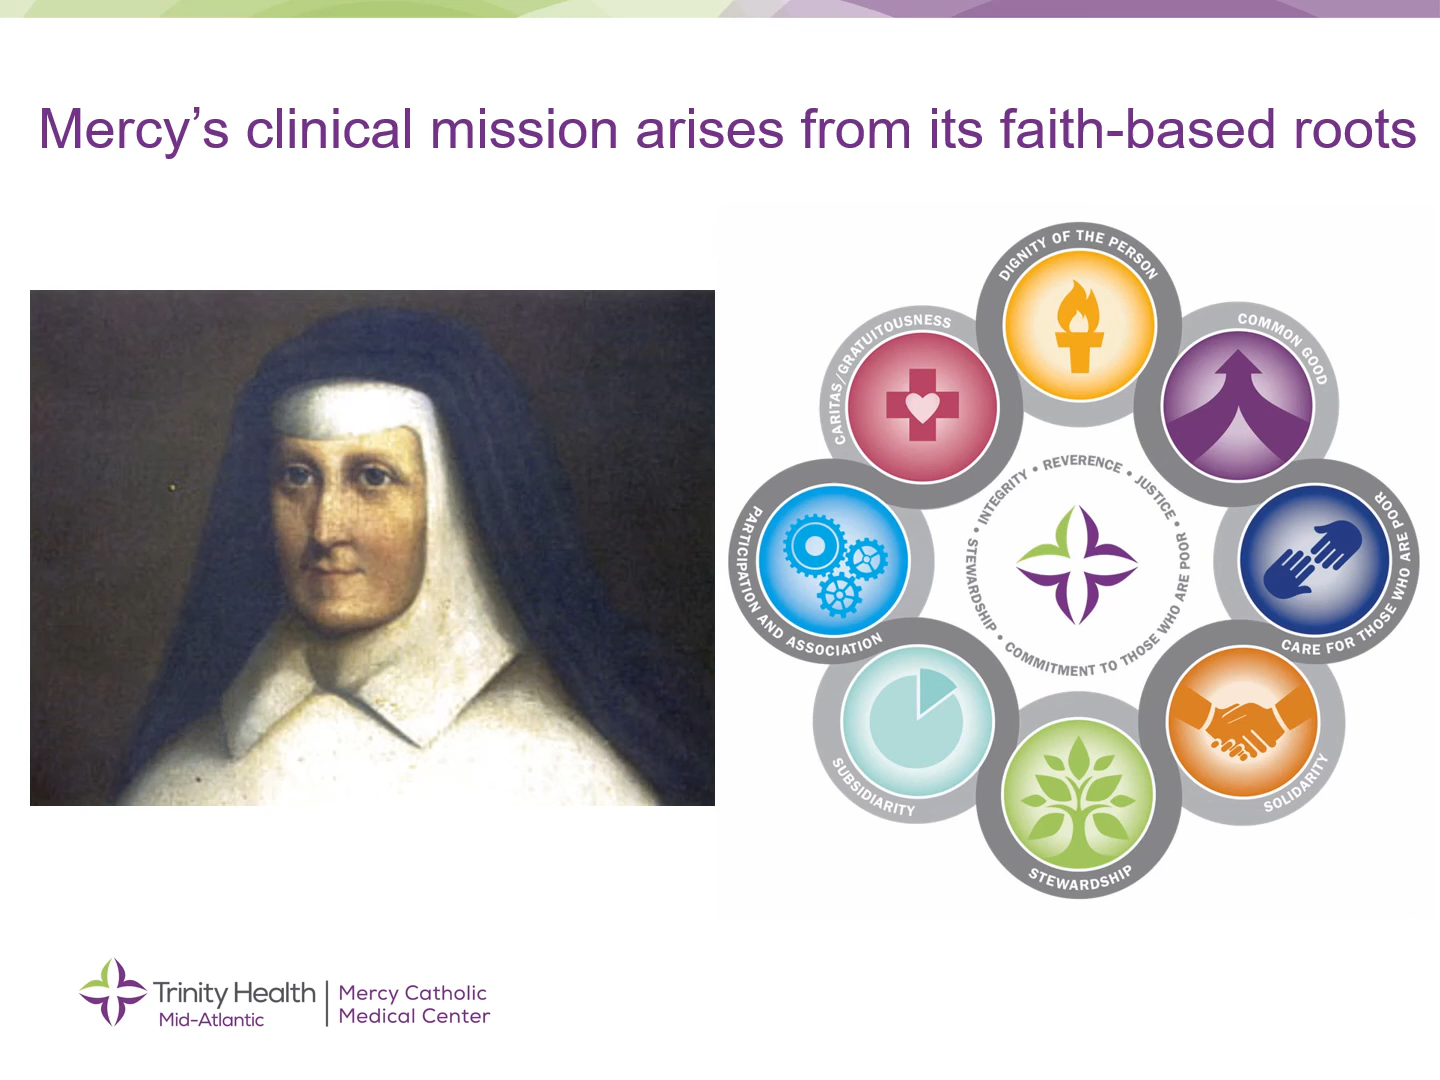 Mercy’s clinical mission arises from its faith-based roots
DIGNITY OF THE PERSON
COMMON GOOD
CARE FOR THOSE WHO ARE POOR
SOLIDARITY
STEWARDSHIP
SUBSIDIARITY
PARTICIPATION AND ASSOCIATION
CARITAS/GRATUITOUSNESS
INTEGRITY • REVERENCE • JUSTICE • COMMITMENT TO THOSE WHO ARE POOR • STEWARDSHIP •
Trinity Health
Mid-Atlantic
Mercy Catholic
Medical Center